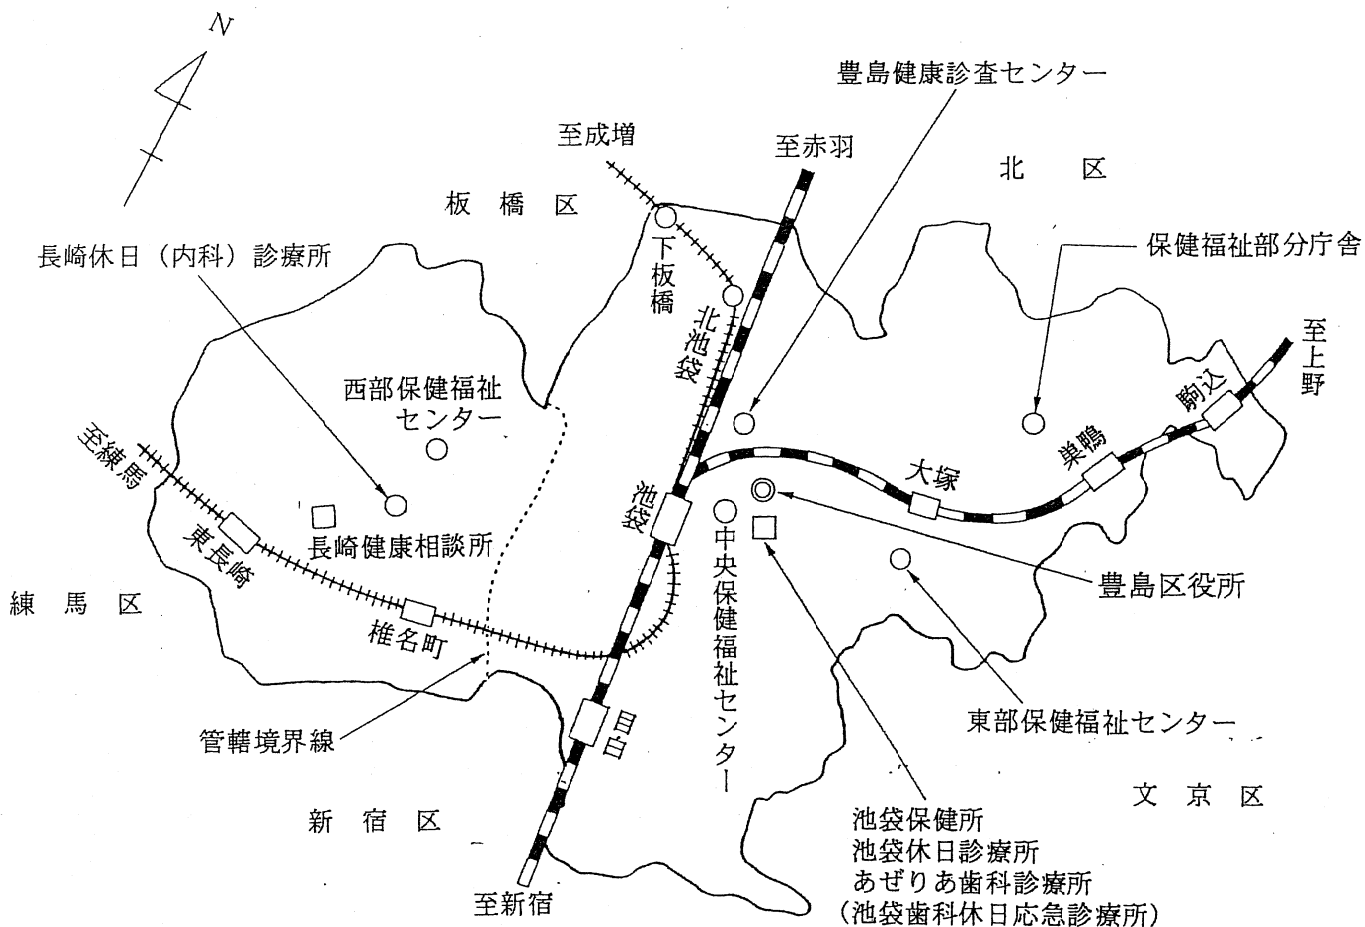 N
豊島健康診査センター
至成増
至赤羽
北 区
板 橋 区
保健福祉部分庁舎
長崎休日（内科）診療所
下板橋
北池袋
至上野
駒込
西部保健福祉
センター
巣鴨
至練馬
大塚
池袋
東長崎
長崎健康相談所
中央保健福祉センター
豊島区役所
練 馬 区
椎名町
東部保健福祉センター
管轄境界線
目白
文 京 区
新 宿 区
池袋保健所
池袋休日診療所
あぜりあ歯科診療所
（池袋歯科休日応急診療所）
至新宿